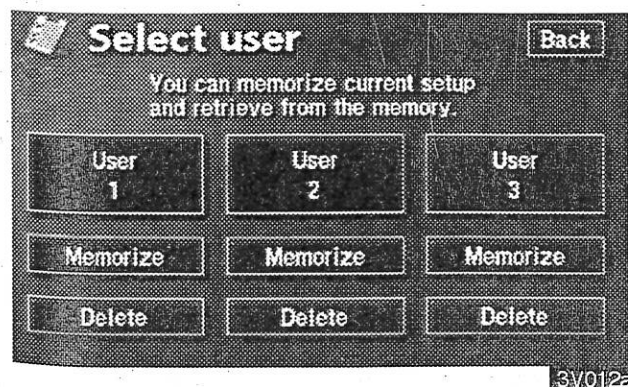 Select user
Back
You can memorize current setup
and retrieve from the memory.
User
1
User
2
User
3
Memorize
Memorize
Memorize
Delete
Delete
Delete
3V012a